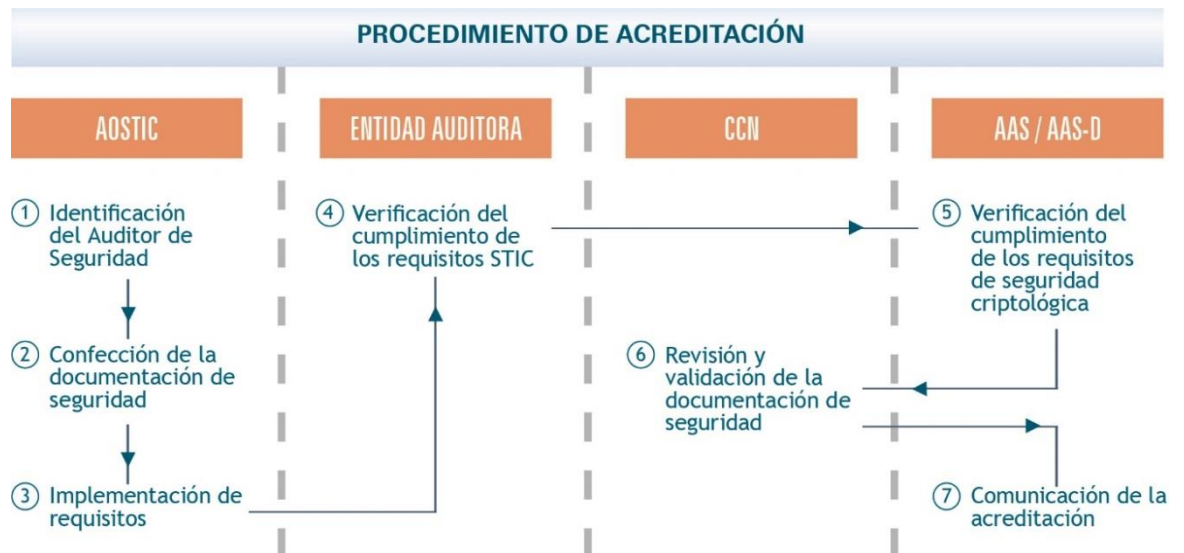 PROCEDIMIENTO DE ACREDITACIÓN
AOSTIC
ENTIDAD AUDITORA
CCN
AAS / AAS-D
1 Identificación
del Auditor de
Seguridad
2 Confección de la
documentación de
seguridad
3 Implementación de
requisitos
4 Verificación del
cumplimiento de
los requisitos STIC
5 Verificación del
cumplimiento
de los requisitos
de seguridad
criptológica
6 Revisión y
validación de la
documentación de
seguridad
7 Comunicación de la
acreditación